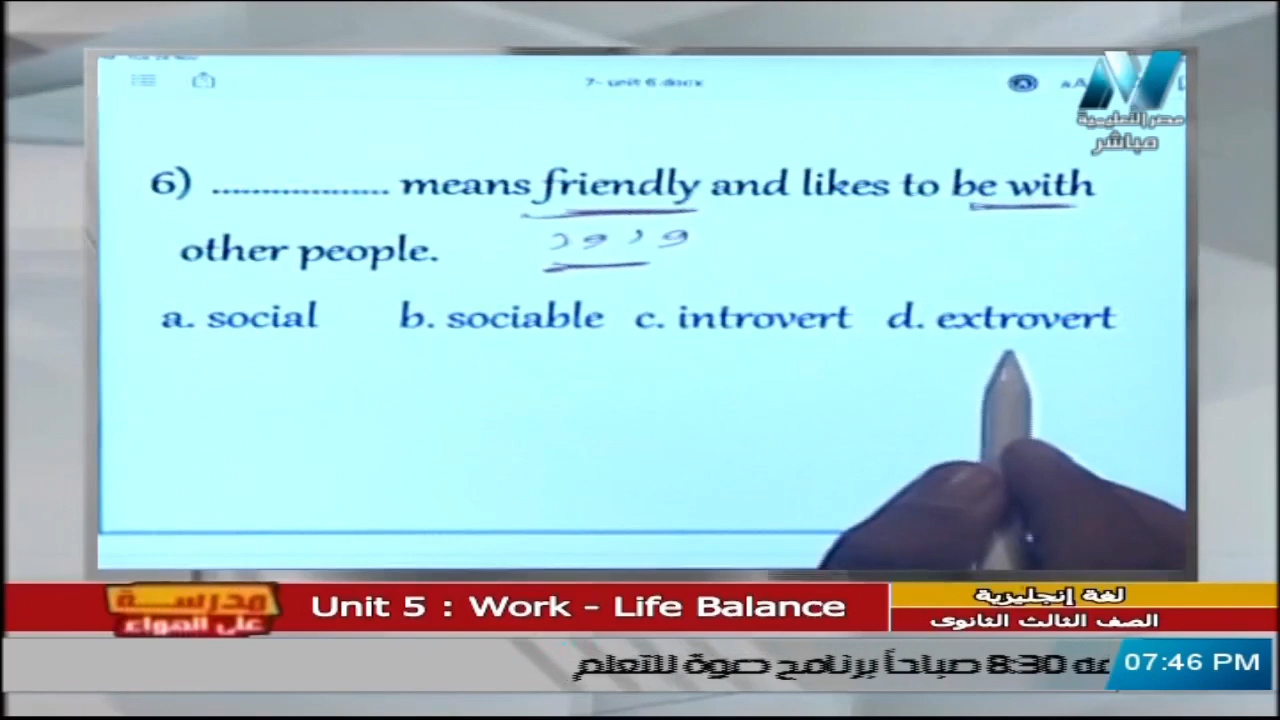 7- unit 6.docx
مصر التعليمية
مباشر
6) .................. means friendly and likes to be with
other people.
ودود
a. social b. sociable c. introvert d. extrovert
مدرسة
على الهواء
Unit 5 : Work - Life Balance
لغة إنجليزية
الصف الثالث الثانوى
8:30 صباحاً برنامج صوة للتعلم
07:46 PM